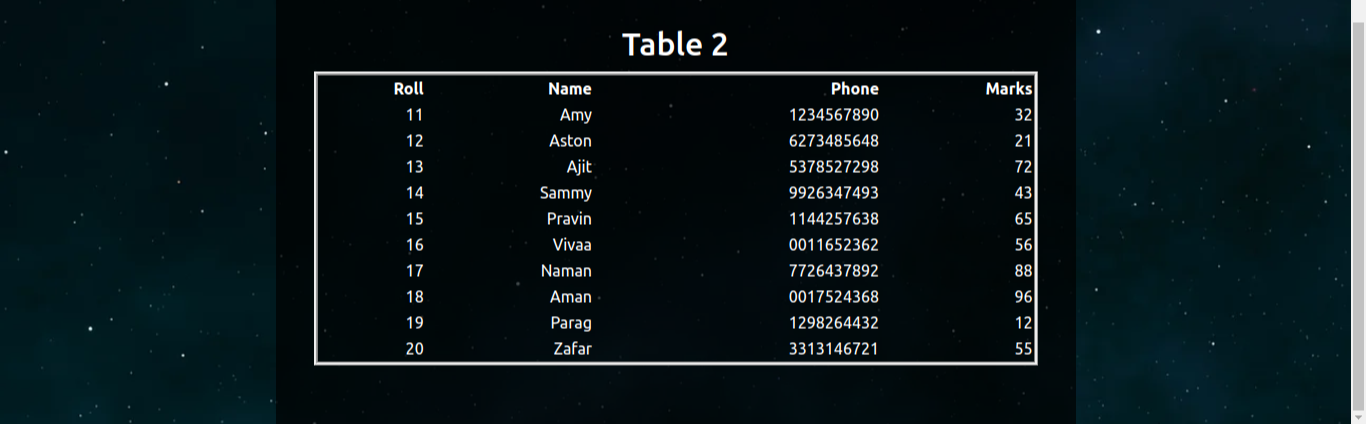 Table 2
Roll Name Phone Marks
11 Amy 1234567890 32
12 Aston 6273485648 21
13 Ajit 5378527298 72
14 Sammy 9926347493 43
15 Pravin 1144257638 65
16 Vivaa 0011652362 56
17 Naman 7726437892 88
18 Aman 0017524368 96
19 Parag 1298264432 12
20 Zafar 3313146721 55